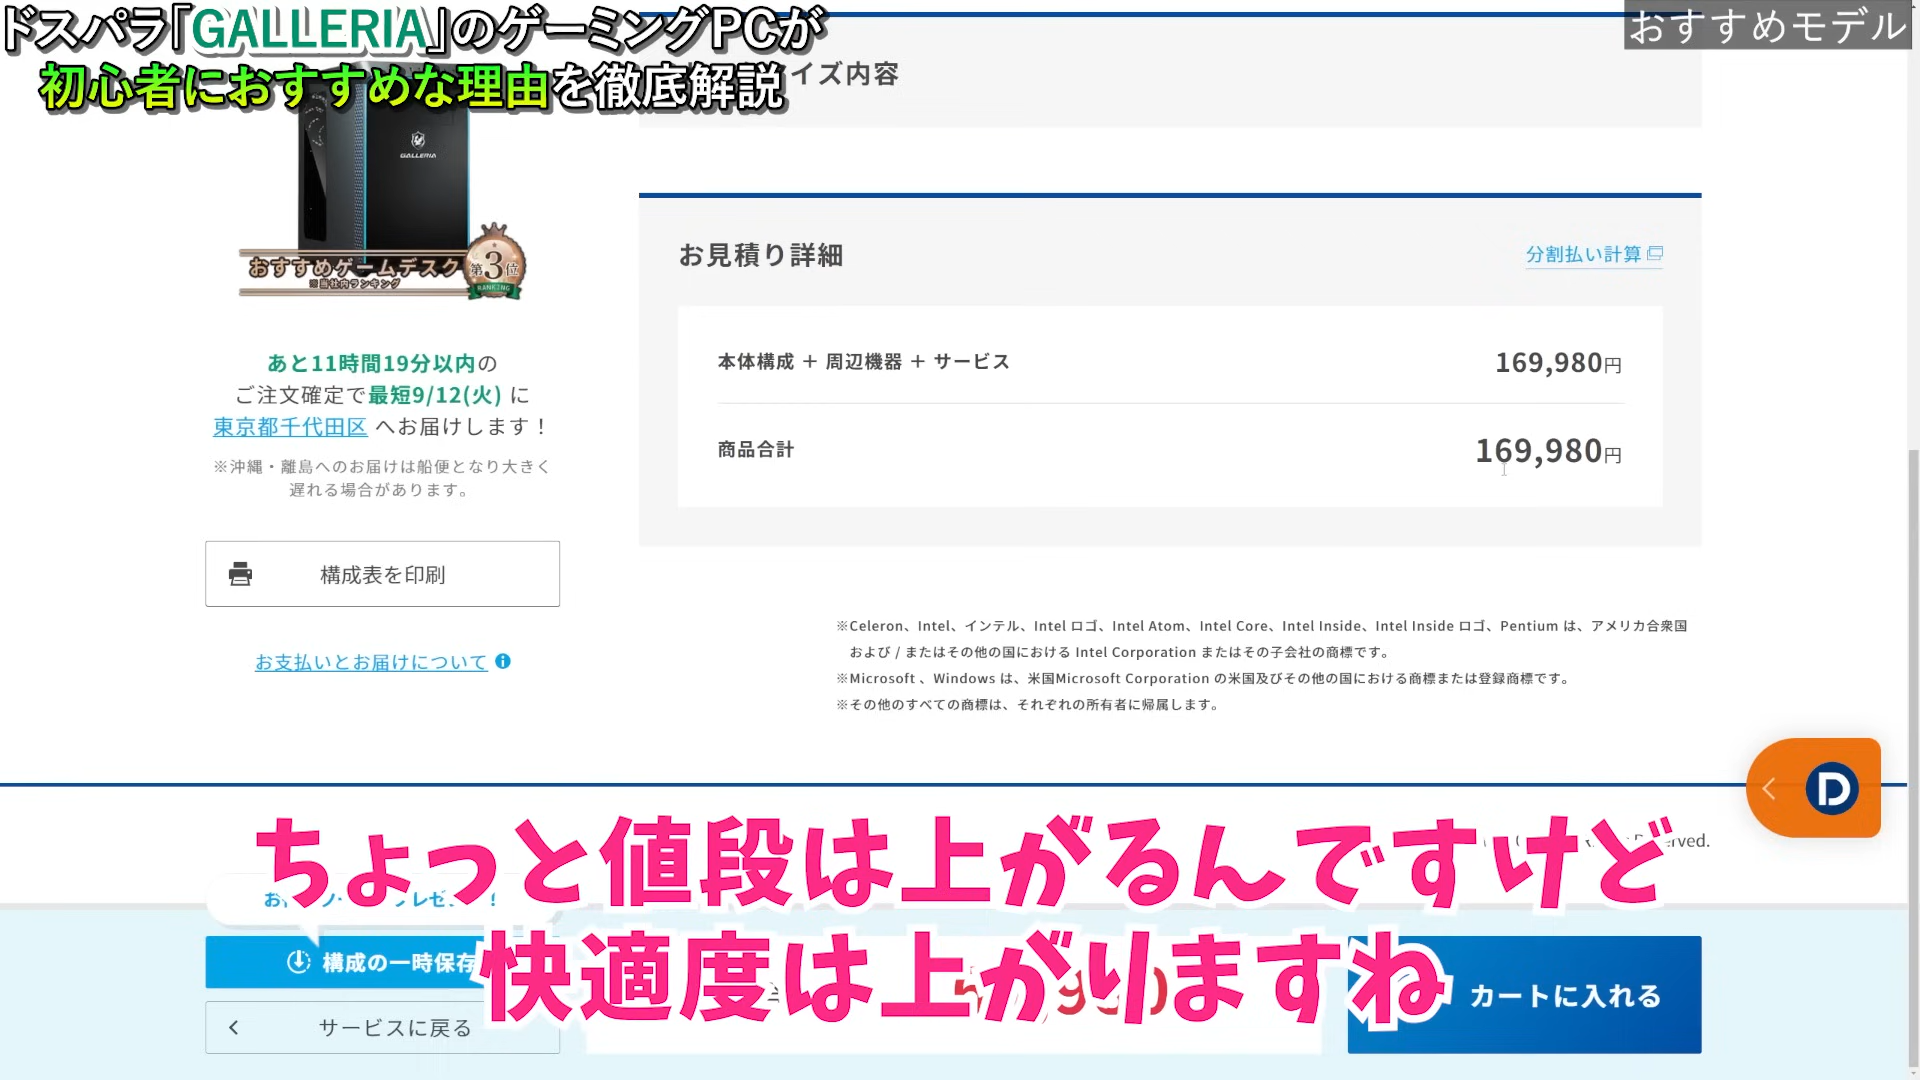 ドスパラ「GALLERIA」のゲーミングPCが
初心者におすすめな理由を徹底解説
おすすめモデル
イズ内容
GALLERIA
おすすめゲームデスク
※当社内ランキング
第3位
RANKING
あと11時間19分以内の
ご注文確定で最短9/12(火) に
東京都千代田区 へお届けします！
※沖縄・離島へのお届けは船便となり大きく
遅れる場合があります。
構成表を印刷
お支払いとお届けについて
お見積り詳細
分割払い計算
本体構成 ＋ 周辺機器 ＋ サービス
169,980円
商品合計
169,980円
※Celeron、Intel、インテル、Intel ロゴ、Intel Atom、Intel Core、Intel Inside、Intel Inside ロゴ、Pentium は、アメリカ合衆国
および / またはその他の国における Intel Corporation またはその子会社の商標です。
※Microsoft 、Windows は、米国Microsoft Corporation の米国及びその他の国における商標または登録商標です。
※その他のすべての商標は、それぞれの所有者に帰属します。
D
ちょっと値段は上がるんですけど
快適度は上がりますね
構成の一時保存
サービスに戻る
カートに入れる